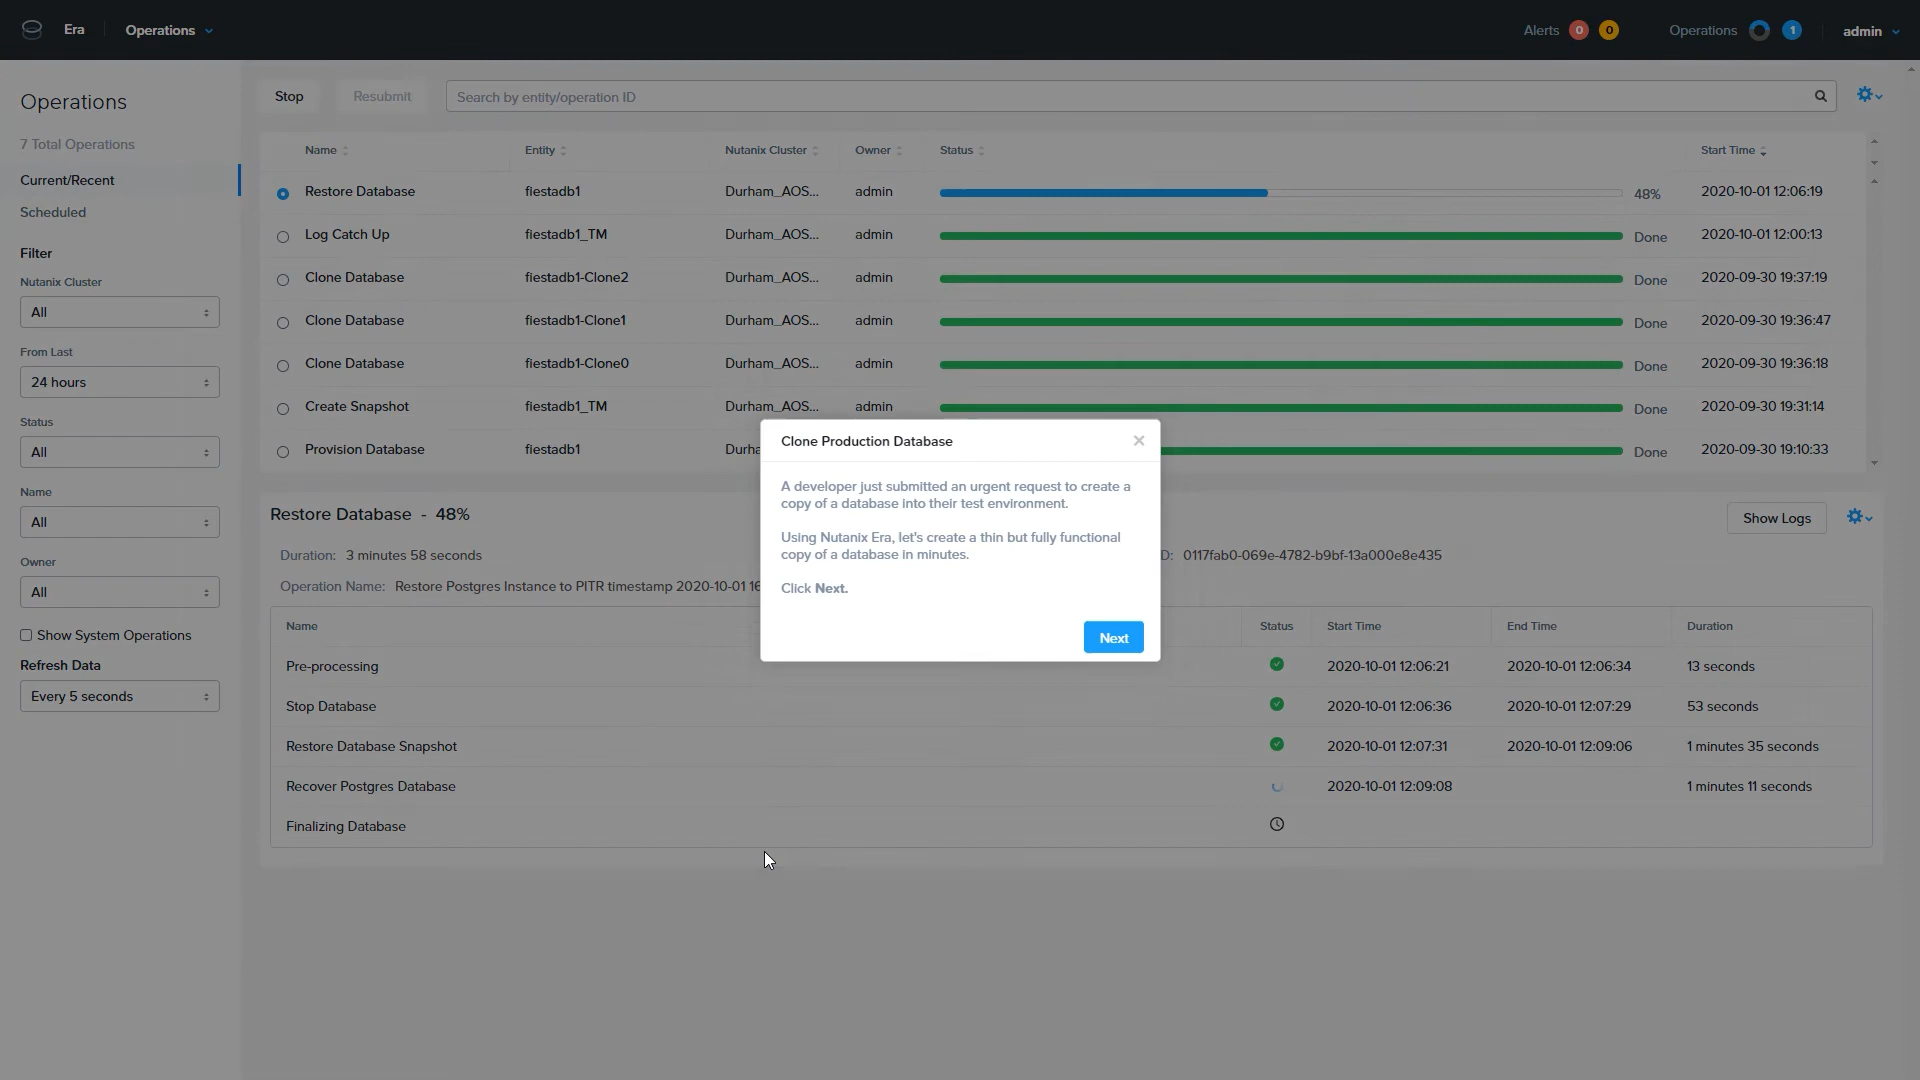 Era
Operations
Alerts 0 0
Operations 1
admin
Operations
7 Total Operations
Current/Recent
Scheduled
Filter
Nutanix Cluster
All
From Last
24 hours
Status
All
Name
All
Owner
All
Show System Operations
Refresh Data
Every 5 seconds
Stop Resubmit Search by entity/operation ID
Name Entity Nutanix Cluster Owner Status Start Time
Restore Database fiestadb1 Durham_AOS... admin 48% 2020-10-01 12:06:19
Log Catch Up fiestadb1_TM Durham_AOS... admin Done 2020-10-01 12:00:13
Clone Database fiestadb1-Clone2 Durham_AOS... admin Done 2020-09-30 19:37:19
Clone Database fiestadb1-Clone1 Durham_AOS... admin Done 2020-09-30 19:36:47
Clone Database fiestadb1-Clone0 Durham_AOS... admin Done 2020-09-30 19:36:18
Create Snapshot fiestadb1_TM Durham_AOS... admin Done 2020-09-30 19:31:14
Provision Database fiestadb1 Durha Done 2020-09-30 19:10:33
Clone Production Database
A developer just submitted an urgent request to create a
copy of a database into their test environment.
Using Nutanix Era, let's create a thin but fully functional
copy of a database in minutes.
Click Next.
Next
Restore Database - 48%
Show Logs
Duration: 3 minutes 58 seconds D: 0117fab0-069e-4782-b9bf-13a000e8e435
Operation Name: Restore Postgres Instance to PITR timestamp 2020-10-01 16
Name Status Start Time End Time Duration
Pre-processing 2020-10-01 12:06:21 2020-10-01 12:06:34 13 seconds
Stop Database 2020-10-01 12:06:36 2020-10-01 12:07:29 53 seconds
Restore Database Snapshot 2020-10-01 12:07:31 2020-10-01 12:09:06 1 minutes 35 seconds
Recover Postgres Database 2020-10-01 12:09:08 1 minutes 11 seconds
Finalizing Database